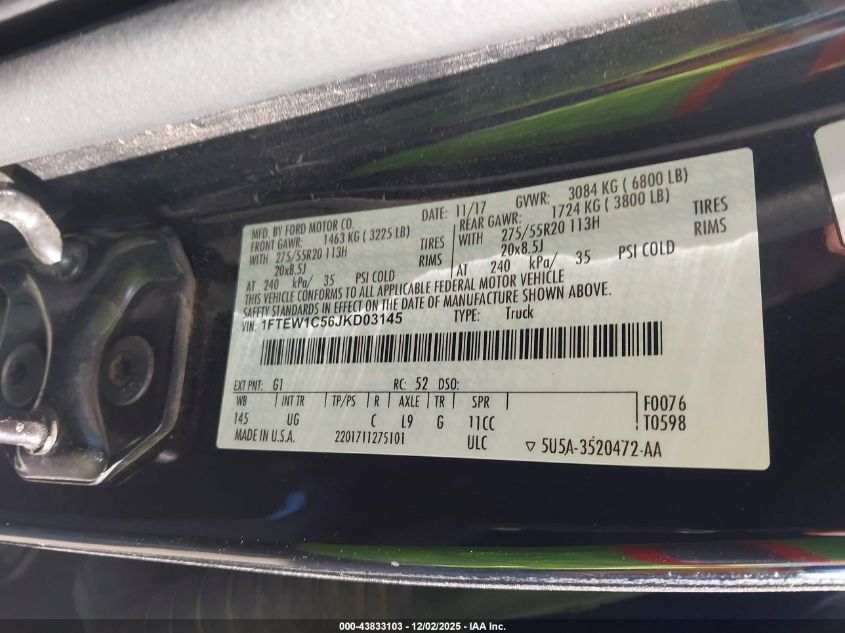 MFD. BY FORD MOTOR CO. DATE: 11/17 GVWR: 3084 KG ( 6800 LB)
FRONT GAWR: 1463 KG ( 3225 LB) REAR GAWR: 1724 KG ( 3800 LB)
WITH 275/55R20 113H TIRES WITH 275/55R20 113H TIRES
20x8.5J RIMS 20x8.5J RIMS
AT 240 kPa/ 35 PSI COLD AT 240 kPa/ 35 PSI COLD
THIS VEHICLE CONFORMS TO ALL APPLICABLE FEDERAL MOTOR VEHICLE
SAFETY STANDARDS IN EFFECT ON THE DATE OF MANUFACTURE SHOWN ABOVE.
VIN: 1FTEW1C56JKD03145 TYPE: Truck
EXT PNT: G1 RC: 52 DSO:
WB INT TR TP/PS R AXLE TR SPR F0076
145 UG C L9 G 11CC T0598
MADE IN U.S.A. 2201711275101 ULC ▽ 5U5A-3520472-AA
000-43833103 - 12/02/2025 - IAA Inc.